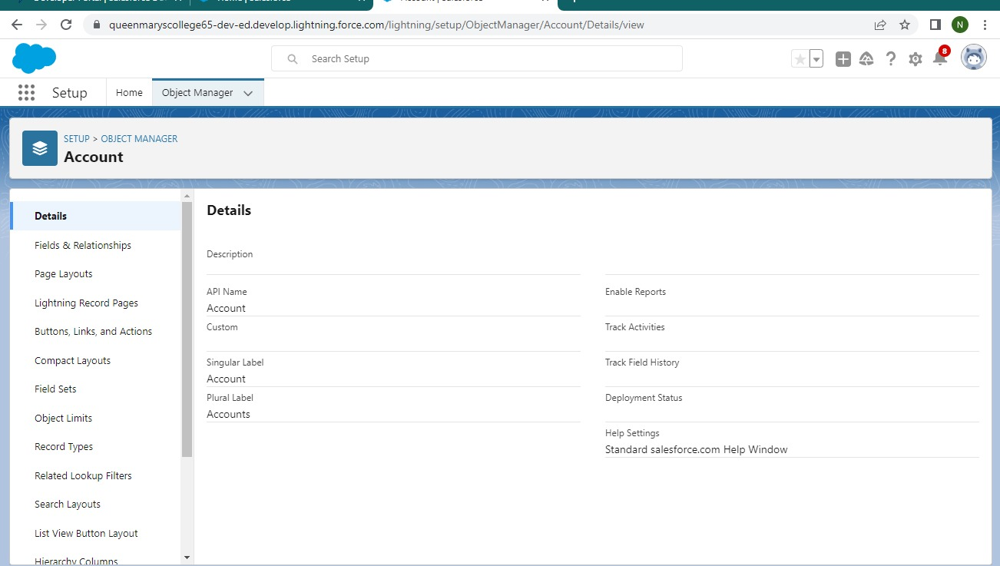 queenmaryscollege65-dev-ed.develop.lightning.force.com/lightning/setup/ObjectManager/Account/Details/view
N
Search Setup
8
Setup
Home
Object Manager
SETUP > OBJECT MANAGER
Account
Details
Fields & Relationships
Page Layouts
Lightning Record Pages
Buttons, Links, and Actions
Compact Layouts
Field Sets
Object Limits
Record Types
Related Lookup Filters
Search Layouts
List View Button Layout
Hierarchy Columns
Details
Description
API Name
Account
Custom
Singular Label
Account
Plural Label
Accounts
Enable Reports
Track Activities
Track Field History
Deployment Status
Help Settings
Standard salesforce.com Help Window